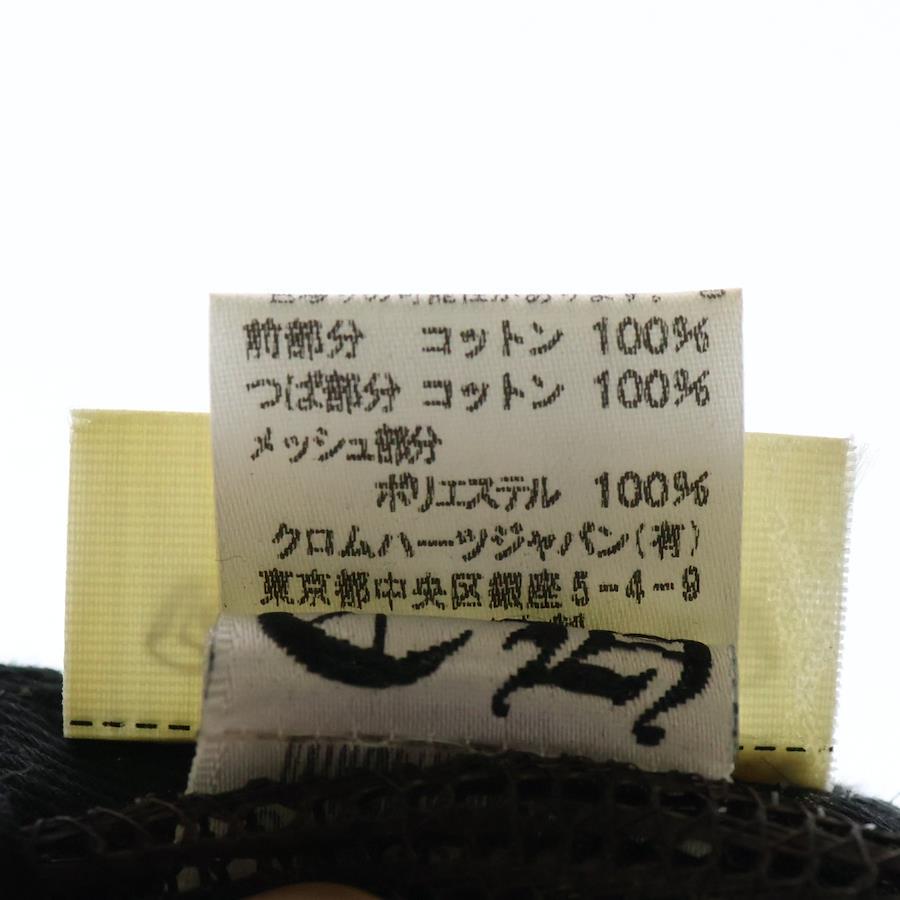 前部分 コットン 100%
つば部分 コットン 100%
メッシュ部分
ポリエステル 100%
クロムハーツジャパン(有)
東京都中央区銀座5-4-9